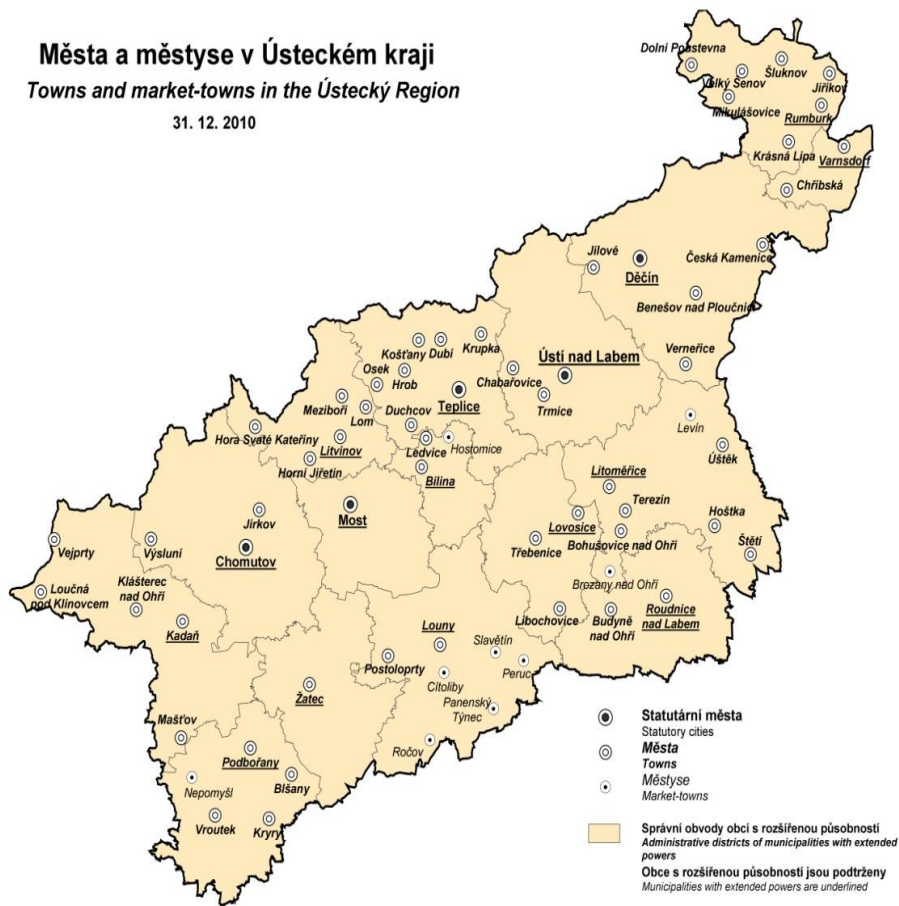 Města a městyse v Ústeckém kraji
Towns and market-towns in the Ústecký Region
31. 12. 2010
Dolní Poustevna
Velký Šenov
Šluknov
Jiříkov
Mikulášovice
Rumburk
Krásná Lípa
Varnsdorf
Chřibská
Jílové
Děčín
Česká Kamenice
Benešov nad Ploučnicí
Verneřice
Krupka
Košťany
Dubí
Ústí nad Labem
Osek
Hrob
Chabařovice
Teplice
Trmice
Meziboří
Lom
Duchcov
Levín
Hora Svaté Kateřiny
Litvínov
Ledvice
Hostomice
Úštěk
Horní Jiřetín
Bílina
Litoměřice
Terezín
Jirkov
Most
Lovosice
Hoštka
Bohušovice nad Ohří
Třebenice
Štětí
Vejprty
Výsluní
Chomutov
Brozany nad Ohří
Loučná
pod Klínovcem
Klášterec
nad Ohří
Libochovice
Budyně
nad Ohří
Roudnice
nad Labem
Kadaň
Louny
Slavětín
Postoloprty
Peruc
Cítoliby
Panenský
Týnec
Žatec
Mašťov
Ročov
Podbořany
Nepomyšl
Blšany
Vroutek
Kryry
Statutární města
Statutory cities
Města
Towns
Městyse
Market-towns
Správní obvody obcí s rozšířenou působností
Administrative districts of municipalities with extended
powers
Obce s rozšířenou působností jsou podtrženy
Municipalities with extended powers are underlined